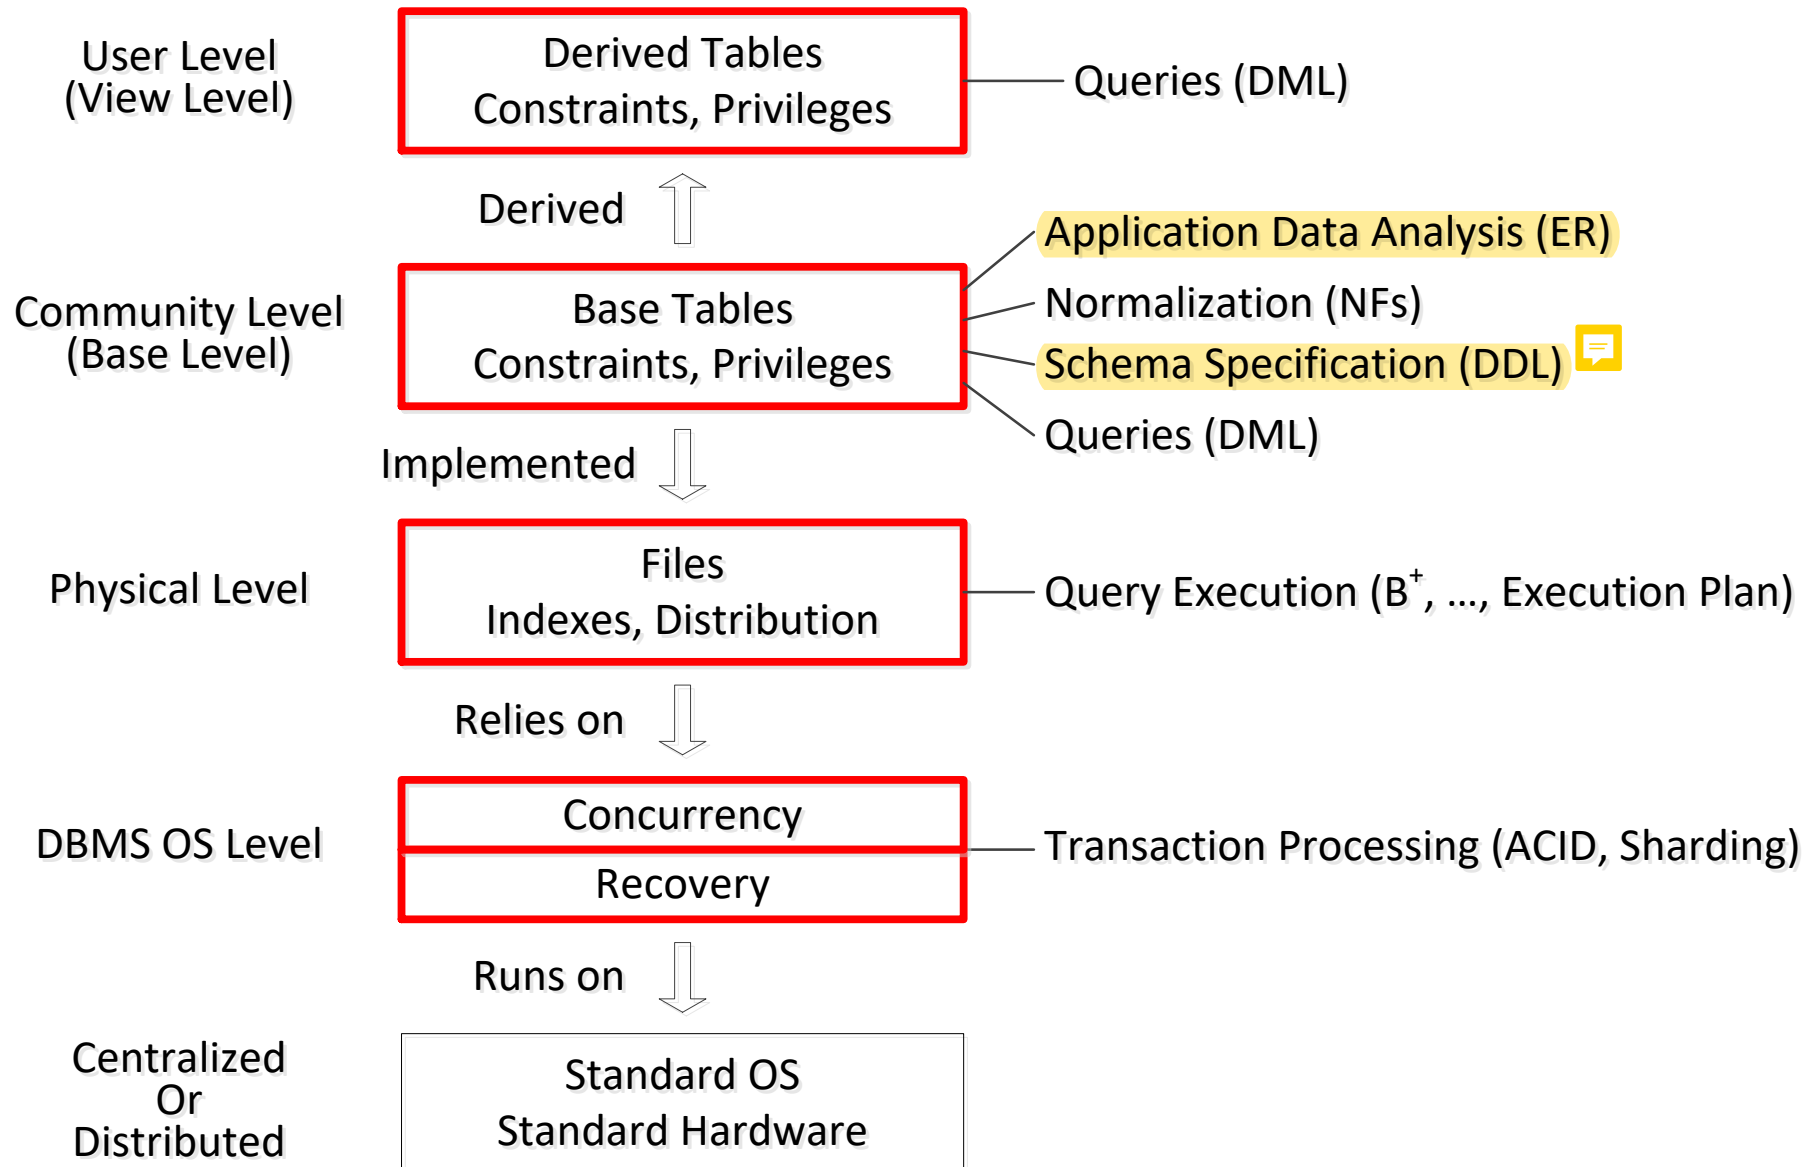 User Level
(View Level)
Derived Tables
Constraints, Privileges
Queries (DML)
Derived
Community Level
(Base Level)
Base Tables
Constraints, Privileges
Application Data Analysis (ER)
Normalization (NFs)
Schema Specification (DDL)
Queries (DML)
Implemented
Physical Level
Files
Indexes, Distribution
Query Execution (B⁺, ..., Execution Plan)
Relies on
DBMS OS Level
Concurrency
Recovery
Transaction Processing (ACID, Sharding)
Runs on
Centralized
Or
Distributed
Standard OS
Standard Hardware